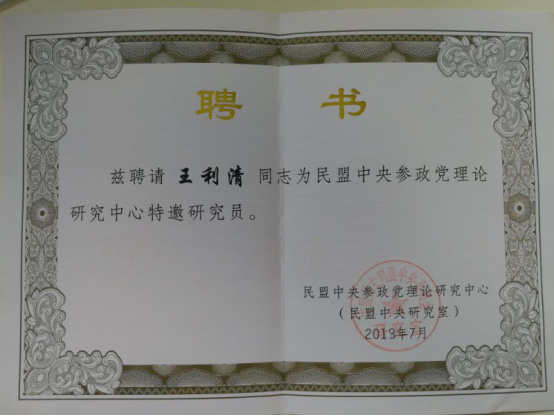 聘 书
兹聘请 王利清 同志为民盟中央参政党理论
研究中心特邀研究员。
民盟中央参政党理论研究中心
（民盟中央研究室）
2013年7月